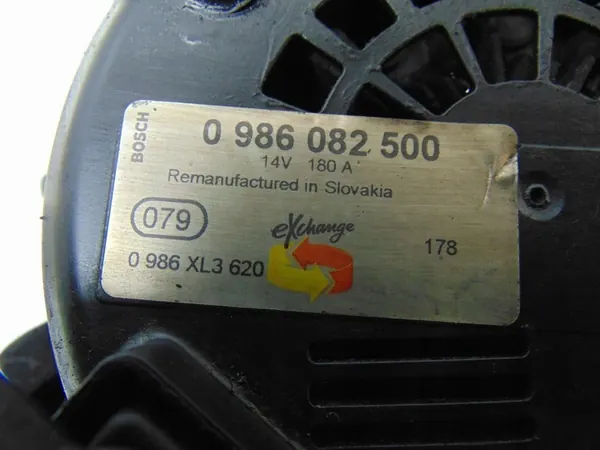 BOSCH
0 986 082 500
14V 180 A
Remanufactured in Slovakia
079
eXchange
178
0 986 XL3 620